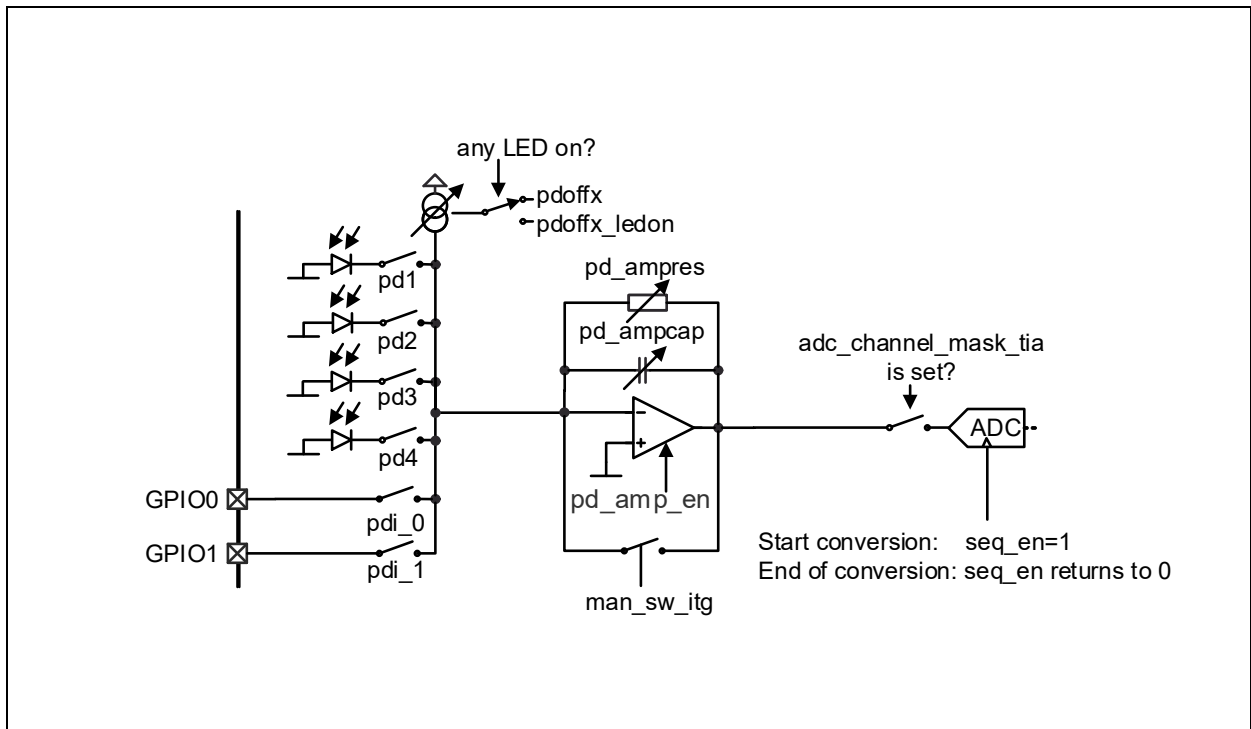 any LED on?
pdoffx
pdoffx_ledon
pd1
pd2
pd3
pd4
GPIO0
pdi_0
GPIO1
pdi_1
pd_ampres
pd_ampcap
pd_amp_en
man_sw_itg
adc_channel_mask_tia
is set?
ADC
Start conversion: seq_en=1
End of conversion: seq_en returns to 0